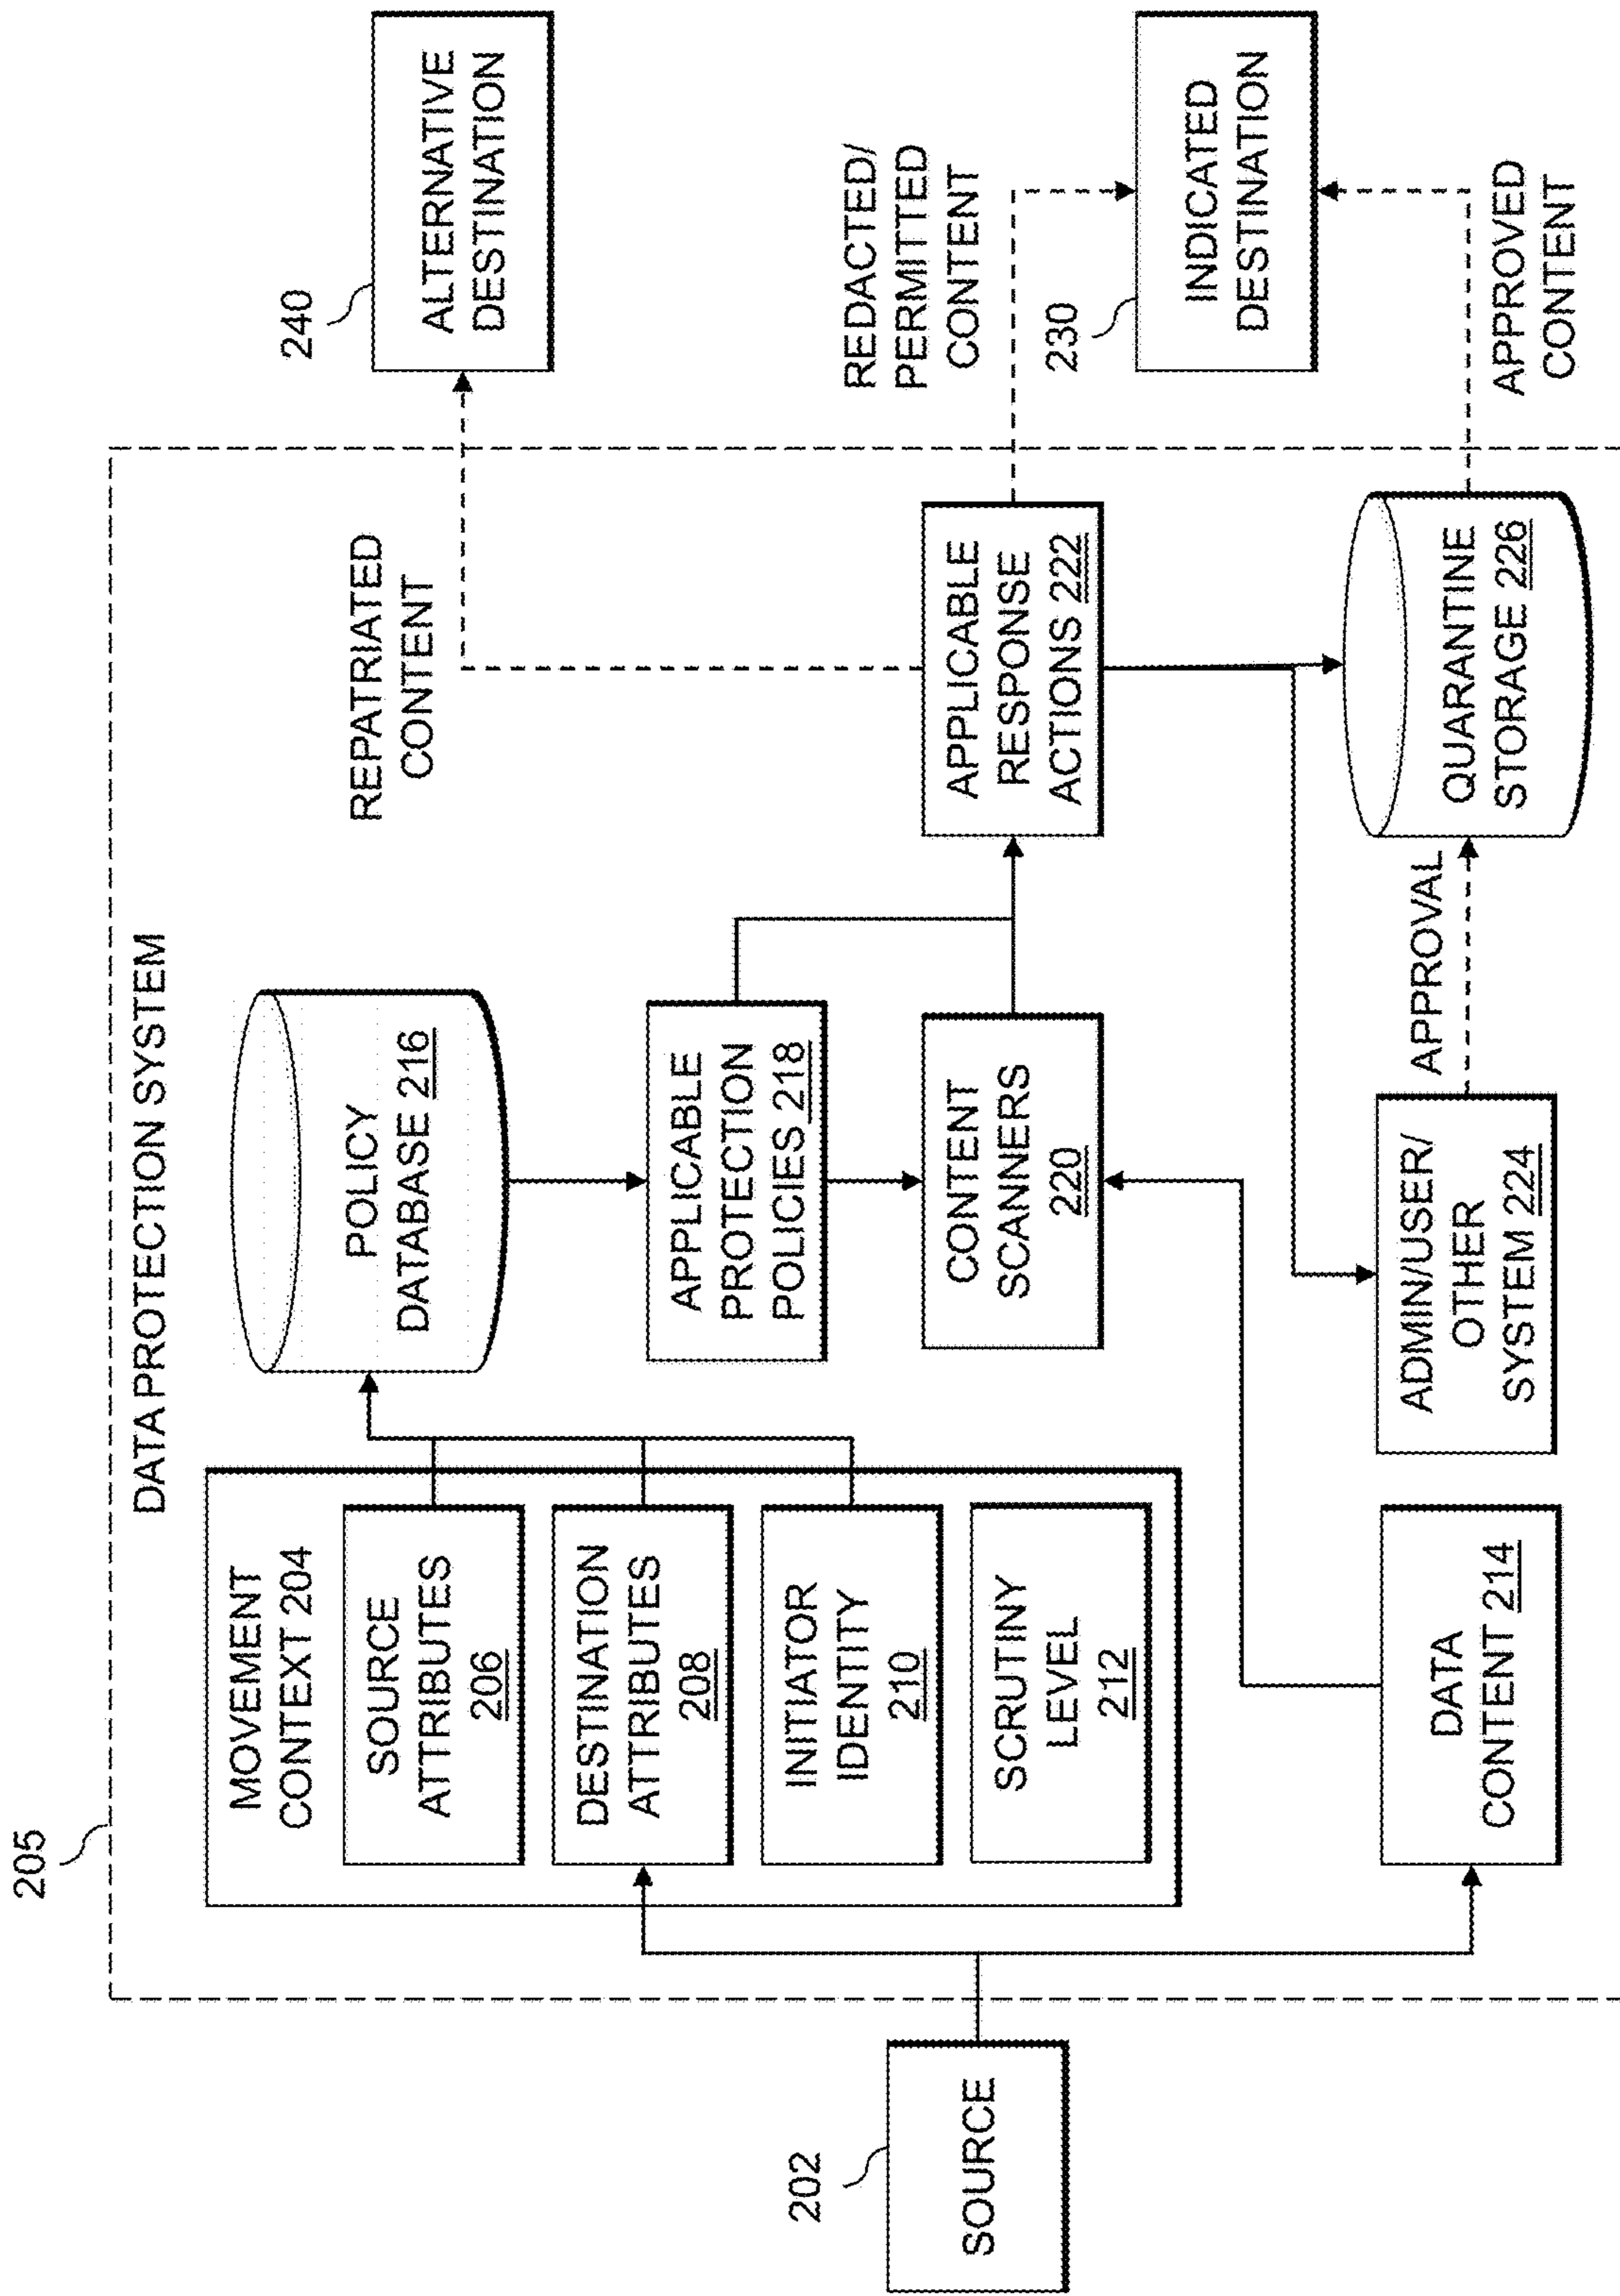 205
DATA PROTECTION SYSTEM
202
SOURCE
MOVEMENT
CONTEXT 204
SOURCE
ATTRIBUTES
206
DESTINATION
ATTRIBUTES
208
INITIATOR
IDENTITY
210
SCRUTINY
LEVEL
212
DATA
CONTENT 214
POLICY
DATABASE 216
APPLICABLE
PROTECTION
POLICIES 218
CONTENT
SCANNERS
220
ADMIN/USER/
OTHER
SYSTEM 224
APPROVAL
REPATRIATED
CONTENT
APPLICABLE
RESPONSE
ACTIONS 222
QUARANTINE
STORAGE 226
240
ALTERNATIVE
DESTINATION
REDACTED/
PERMITTED
CONTENT
230
INDICATED
DESTINATION
APPROVED
CONTENT